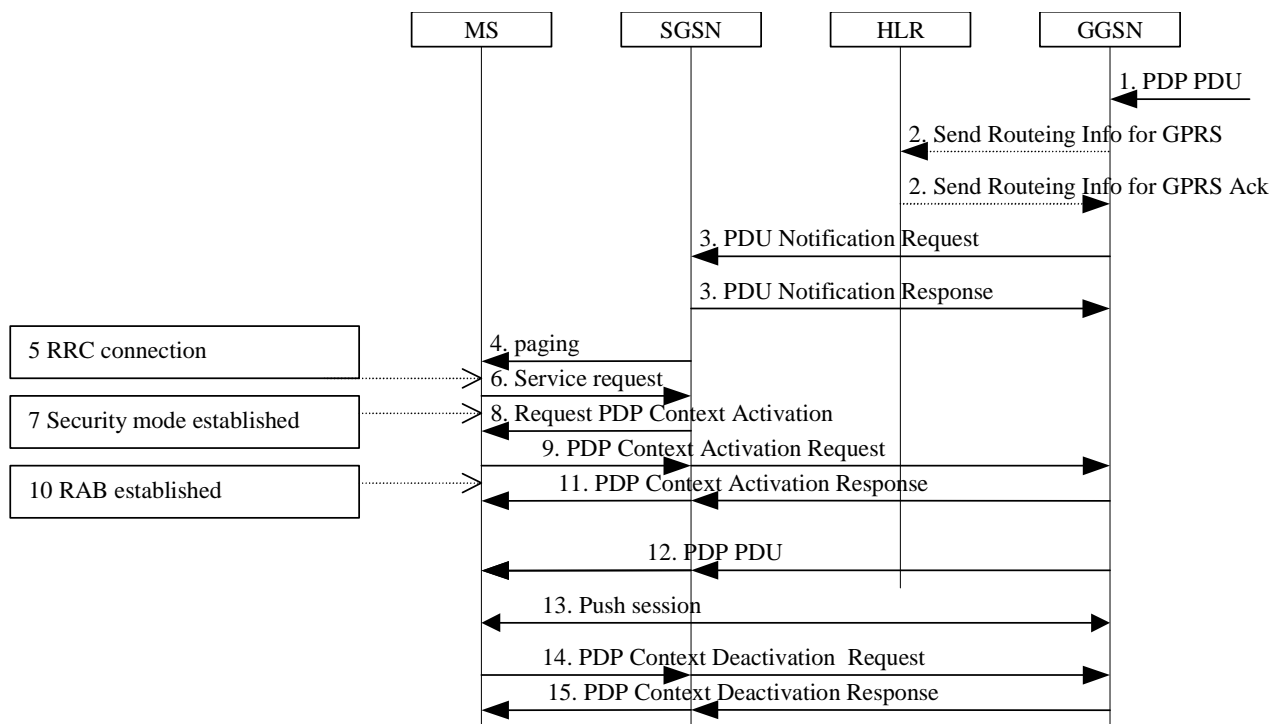 MS SGSN HLR GGSN
1. PDP PDU
2. Send Routeing Info for GPRS
2. Send Routeing Info for GPRS Ack
3. PDU Notification Request
3. PDU Notification Response
4. paging
5 RRC connection
6. Service request
7 Security mode established
8. Request PDP Context Activation
9. PDP Context Activation Request
10 RAB established
11. PDP Context Activation Response
12. PDP PDU
13. Push session
14. PDP Context Deactivation Request
15. PDP Context Deactivation Response